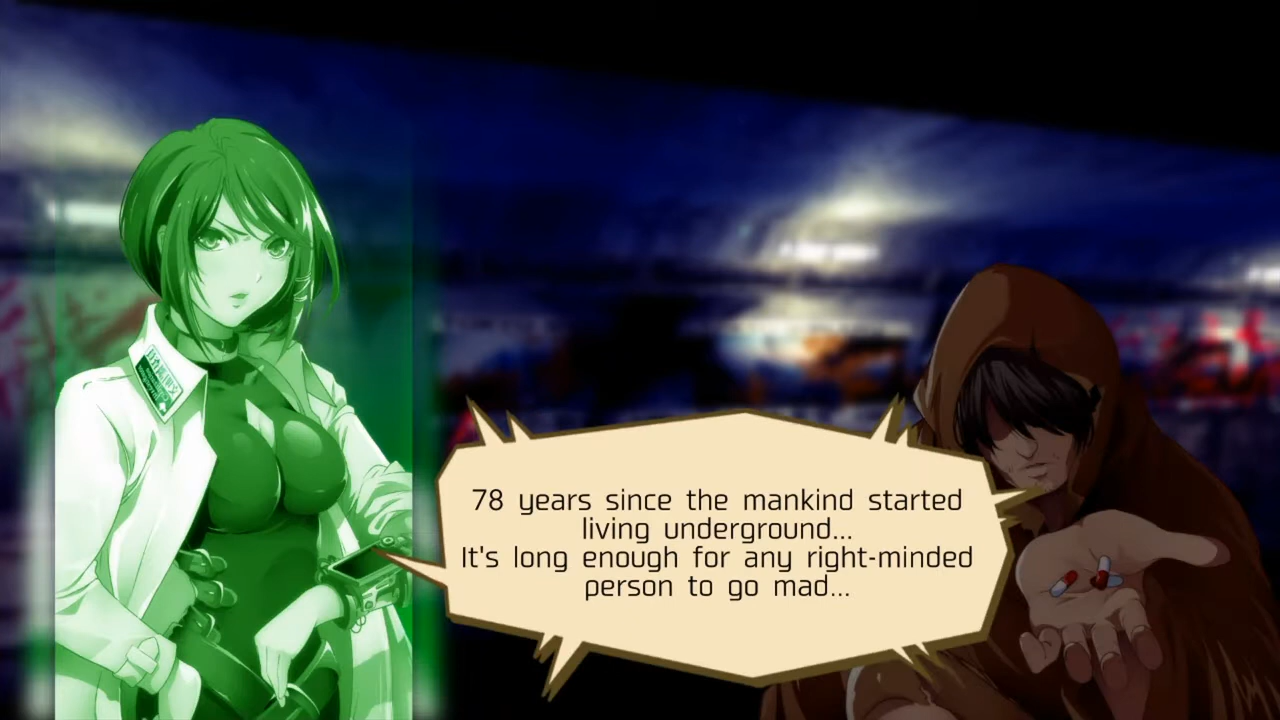 78 years since the mankind started
living underground...
It's long enough for any right-minded
person to go mad...